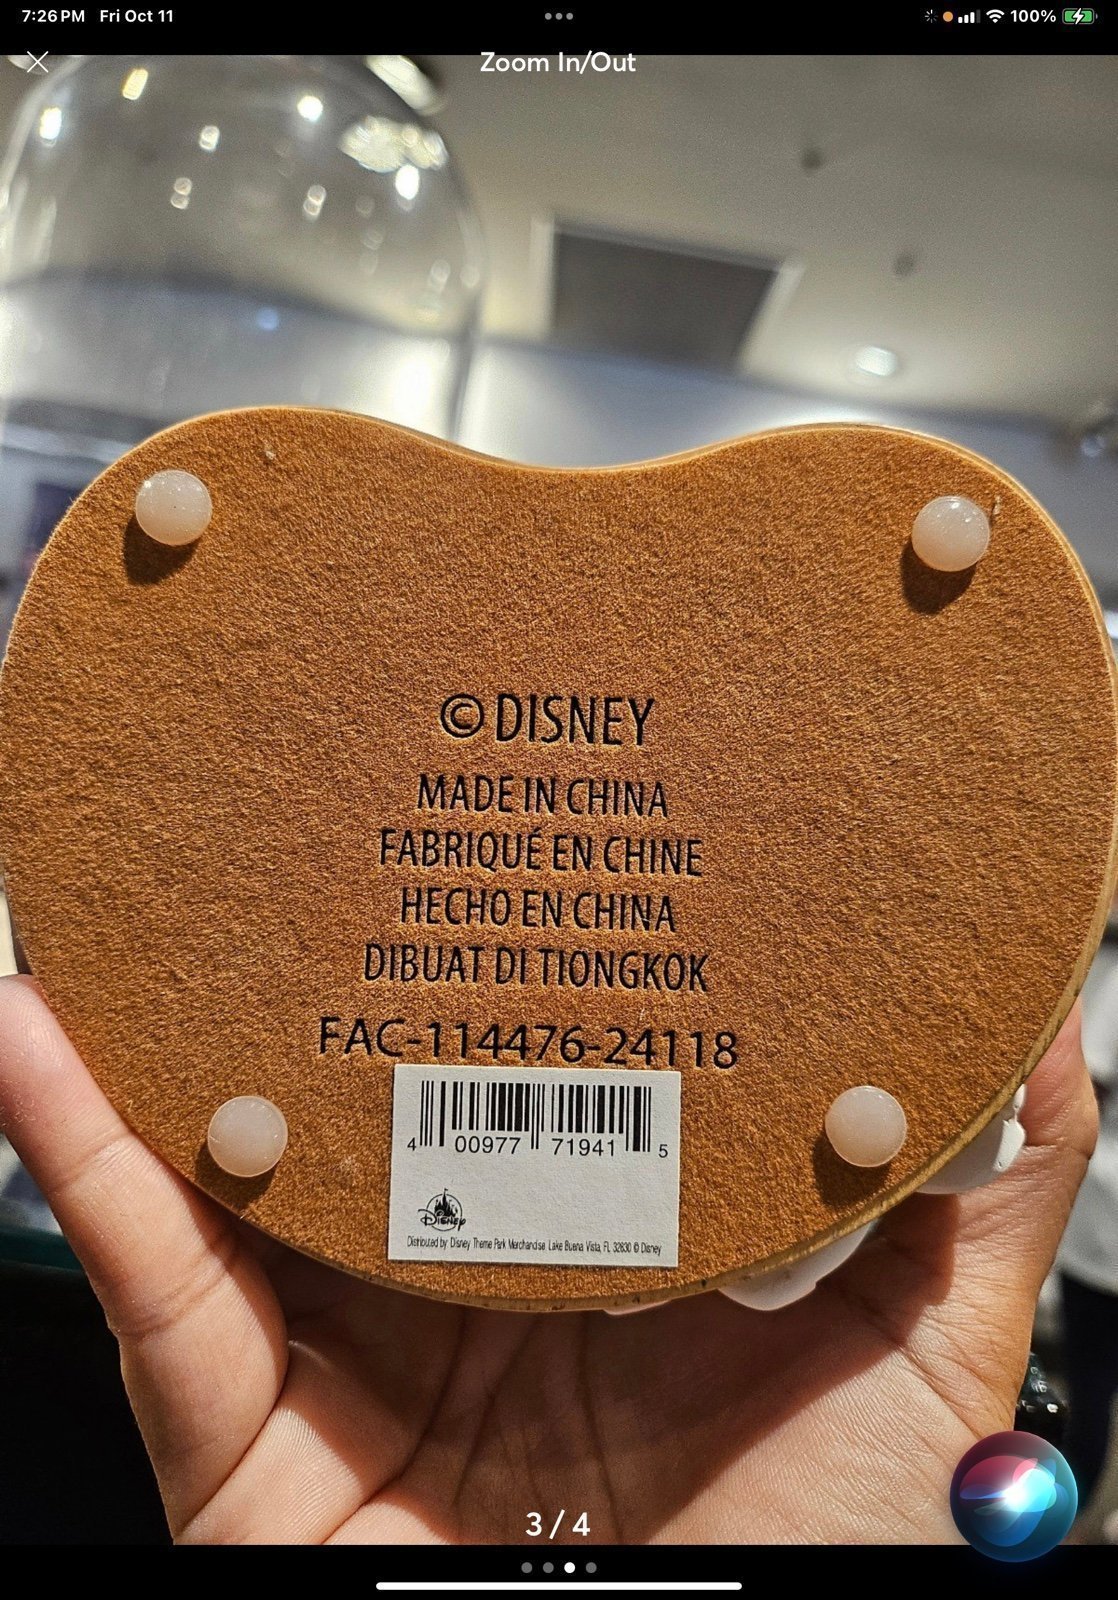 7:26 PM Fri Oct 11
100%
Zoom In/Out
© DISNEY
MADE IN CHINA
FABRIQUÉ EN CHINE
HECHO EN CHINA
DIBUAT DI TIONGKOK
FAC-114476-24118
4 00977 71941 5
Disney
Distributed by Disney Theme Park Merchandise Lake Buena Vista, FL 32830 © Disney
3 / 4